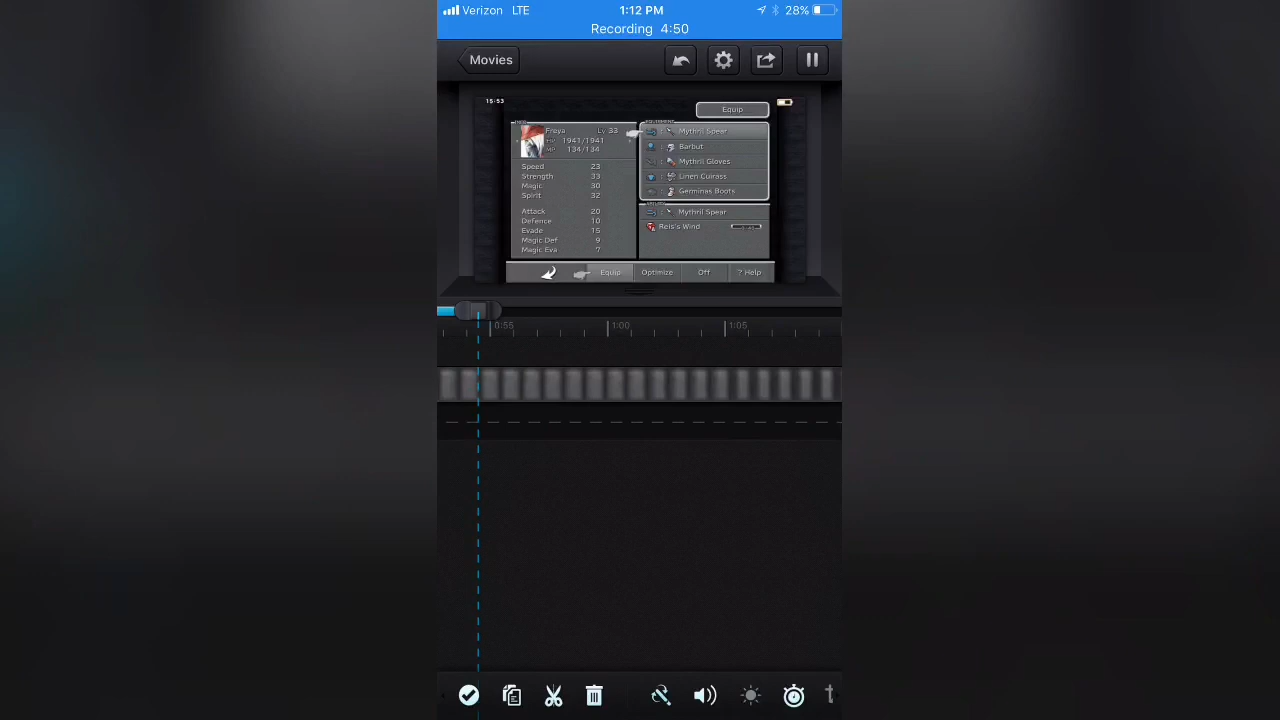 Verizon LTE 1:12 PM 28%
Recording 4:50
Movies
15:53
Equip
INFO
Freya Lv 33
HP 1941/1941
MP 134/134
Speed 23
Strength 33
Magic 30
Spirit 32
Attack 20
Defence 10
Evade 15
Magic Def 9
Magic Eva 7
EQUIPMENT
: Mythril Spear
: Barbut
: Mythril Gloves
: Linen Cuirass
: Germinas Boots
: Mythril Spear
Reis's Wind
Equip Optimize Off ? Help
0:55 1:00 1:05
t